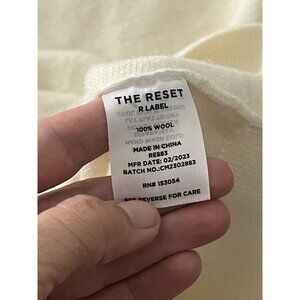 THE RESET
R LABEL
100% WOOL
MADE IN CHINA
RE883
MFR DATE: 02/2023
BATCH NO.:CM2302883
RN# 153054
SEE REVERSE FOR CARE